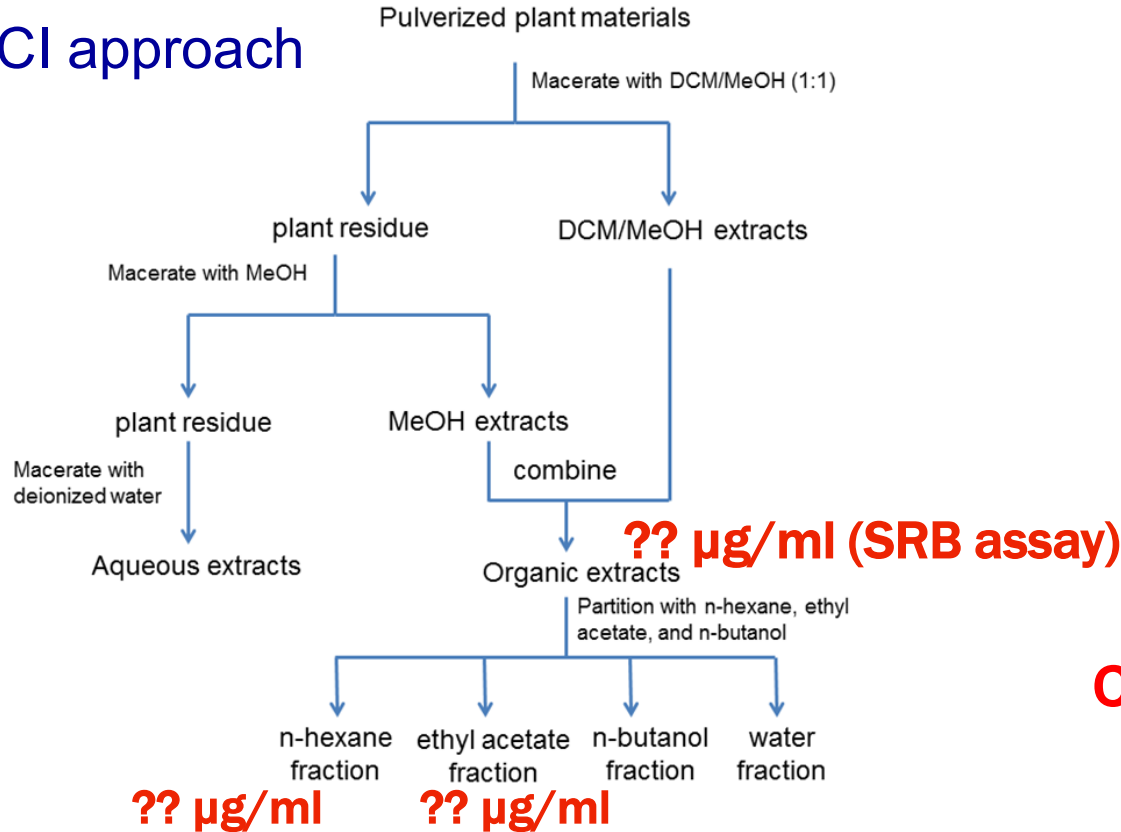 CI approach
Pulverized plant materials
Macerate with DCM/MeOH (1:1)
plant residue
DCM/MeOH extracts
Macerate with MeOH
plant residue
MeOH extracts
Macerate with
deionized water
combine
Aqueous extracts
?? µg/ml (SRB assay)
Organic extracts
Partition with n-hexane, ethyl
acetate, and n-butanol
C
n-hexane
fraction
ethyl acetate
fraction
n-butanol
fraction
water
fraction
?? µg/ml
?? µg/ml